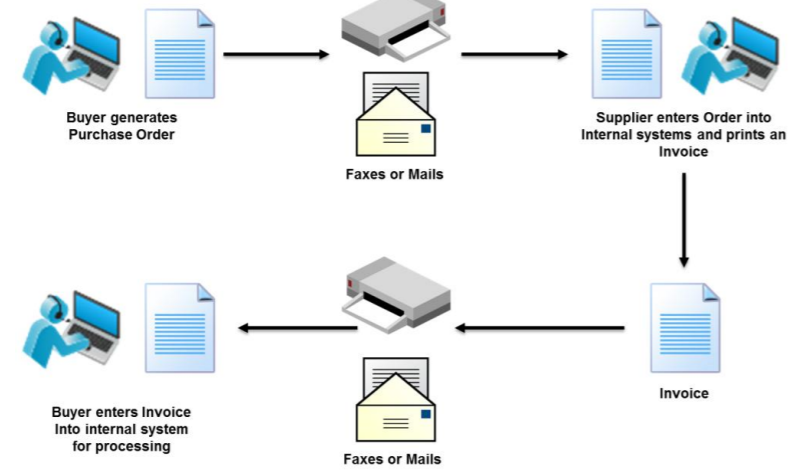 Buyer generates
Purchase Order
Faxes or Mails
Supplier enters Order into
Internal systems and prints an
Invoice
Invoice
Faxes or Mails
Buyer enters Invoice
Into internal system
for processing